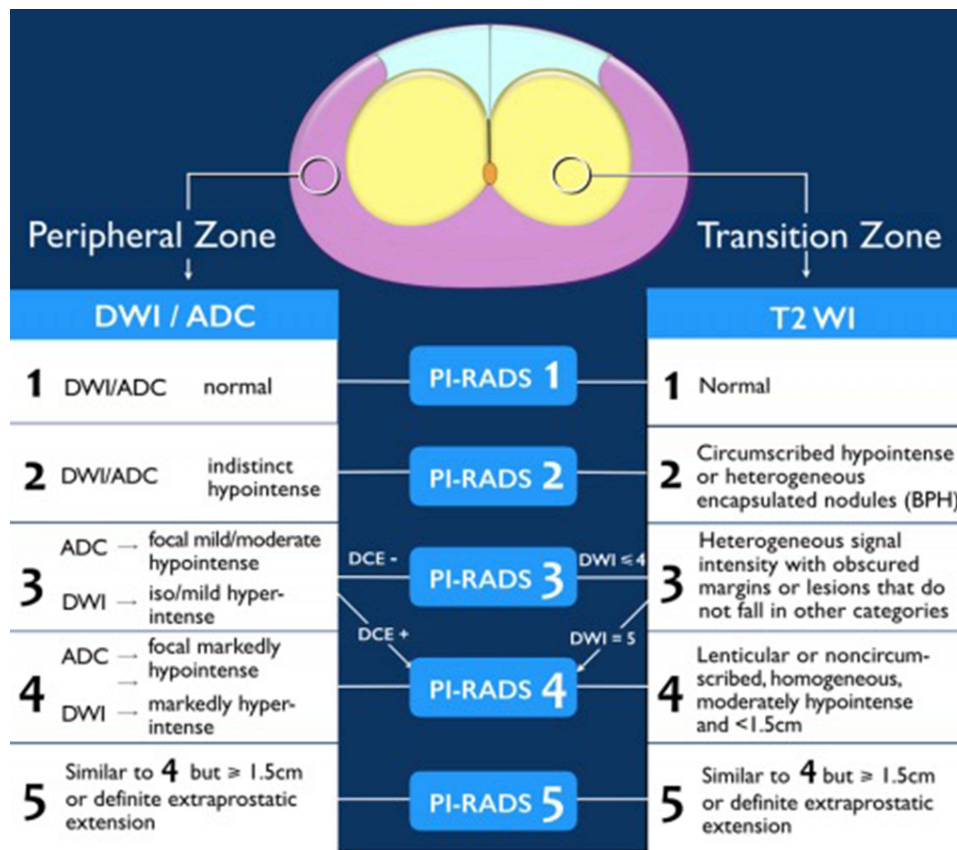 Peripheral Zone
Transition Zone
DWI / ADC
T2 WI
1 DWI/ADC normal
PI-RADS 1
1 Normal
2 DWI/ADC indistinct
hypointense
PI-RADS 2
2 Circumscribed hypointense
or heterogeneous
encapsulated nodules (BPH)
3 ADC → focal mild/moderate
hypointense
DWI → iso/mild hyper-
intense
DCE -
DCE +
PI-RADS 3
DWI ≤ 4
DWI = 5
3 Heterogeneous signal
intensity with obscured
margins or lesions that do
not fall in other categories
4 ADC → focal markedly
→ hypointense
DWI → markedly hyper-
intense
PI-RADS 4
4 Lenticular or noncircum-
scribed, homogeneous,
moderately hypointense
and <1.5cm
5 Similar to 4 but ≥ 1.5cm
or definite extraprostatic
extension
PI-RADS 5
5 Similar to 4 but ≥ 1.5cm
or definite extraprostatic
extension